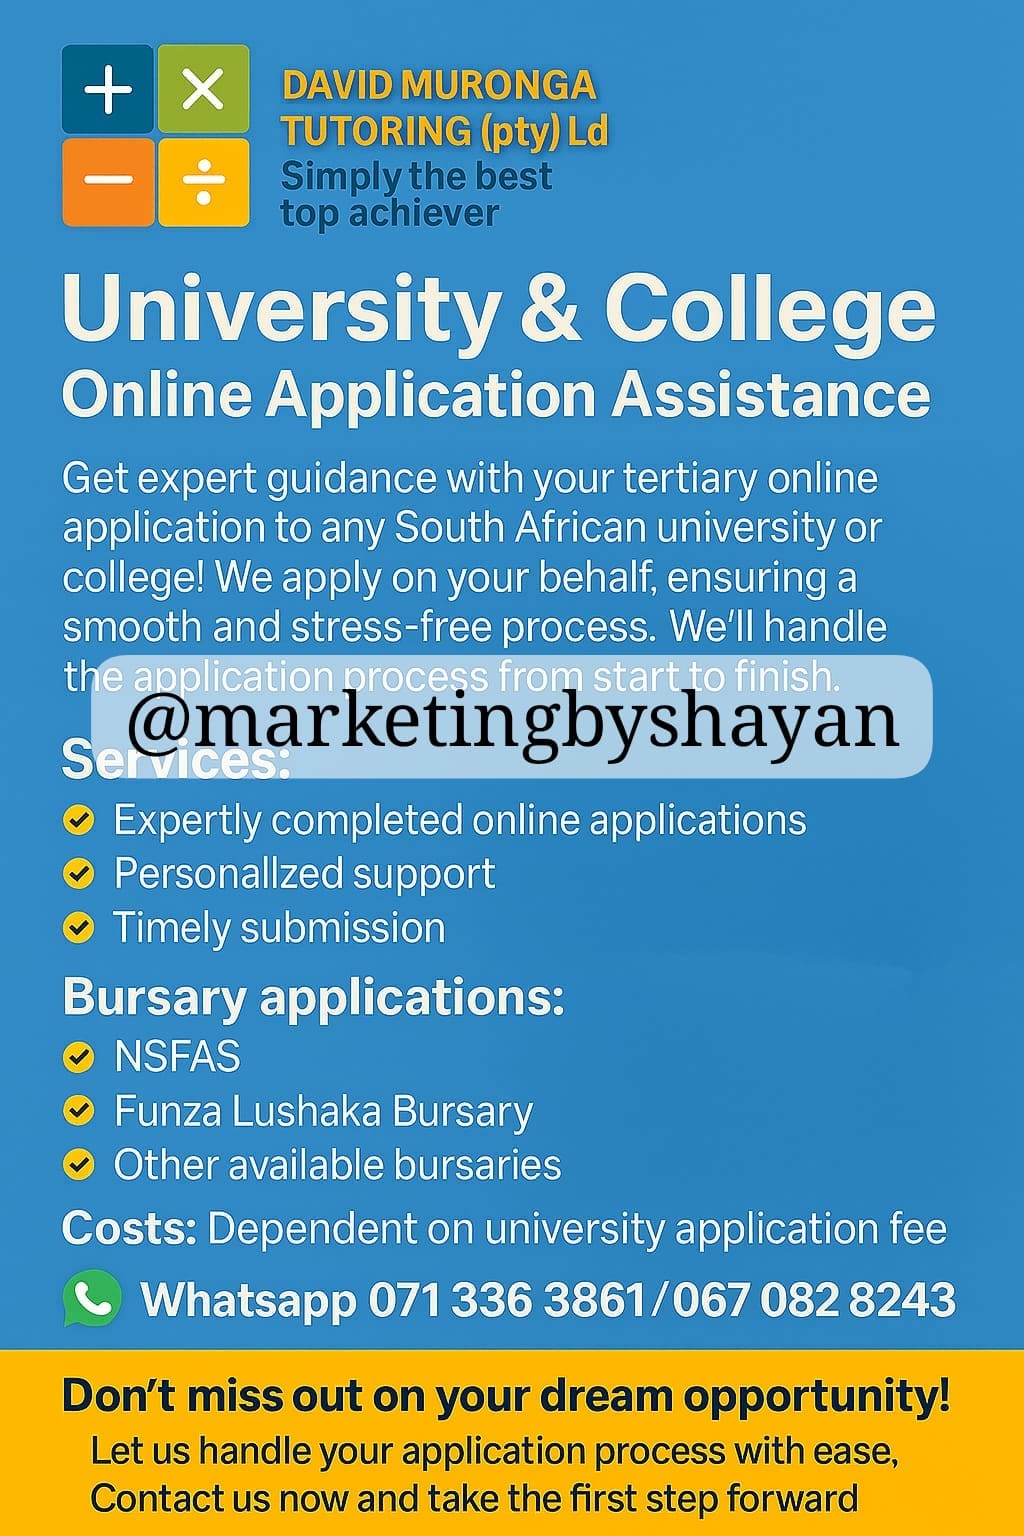 DAVID MURONGA
TUTORING (pty) Ld
Simply the best
top achiever
University & College
Online Application Assistance
Get expert guidance with your tertiary online
application to any South African university or
college! We apply on your behalf, ensuring a
smooth and stress-free process. We'll handle
the application process from start to finish.
@marketingbyshayan
Services:
Expertly completed online applications
Personallzed support
Timely submission
Bursary applications:
NSFAS
Funza Lushaka Bursary
Other available bursaries
Costs: Dependent on university application fee
Whatsapp 071 336 3861/067 082 8243
Don't miss out on your dream opportunity!
Let us handle your application process with ease,
Contact us now and take the first step forward